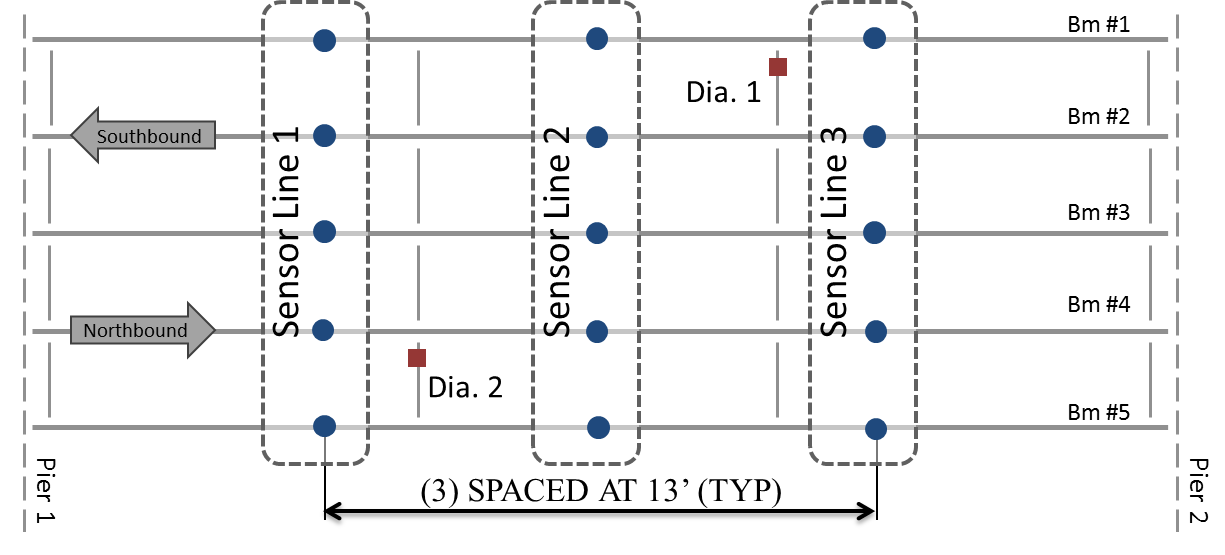 Bm #1
Dia. 1
Bm #2
Southbound
Sensor Line 1
Sensor Line 2
Sensor Line 3
Bm #3
Bm #4
Northbound
Dia. 2
Bm #5
Pier 1
(3) SPACED AT 13’ (TYP)
Pier 2